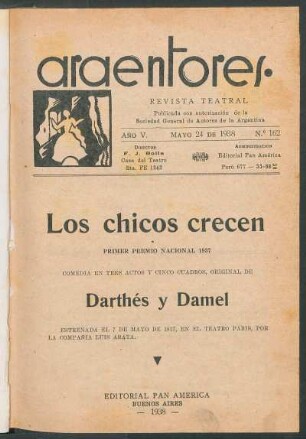 argentores.
REVISTA TEATRAL
Publicada con autorización de la
Sociedad General de Autores de la Argentina
AÑO V. MAYO 24 DE 1938 N.º 162
Director
F. J. Bolla
Casa del Teatro
Sta. FE 1243
Administración
Editorial Pan América
Perú 677 — 33-
Los chicos crecen
PRIMER PREMIO NACIONAL 1937
COMEDIA EN TRES ACTOS Y CINCO CUADROS, ORIGINAL DE
Darthés y Damel
ESTRENADA EL 7 DE MAYO DE 1937, EN EL TEATRO PARIS, POR
LA COMPAÑIA LUIS ARATA.
EDITORIAL PAN AMERICA
BUENOS AIRES
— 1938 —